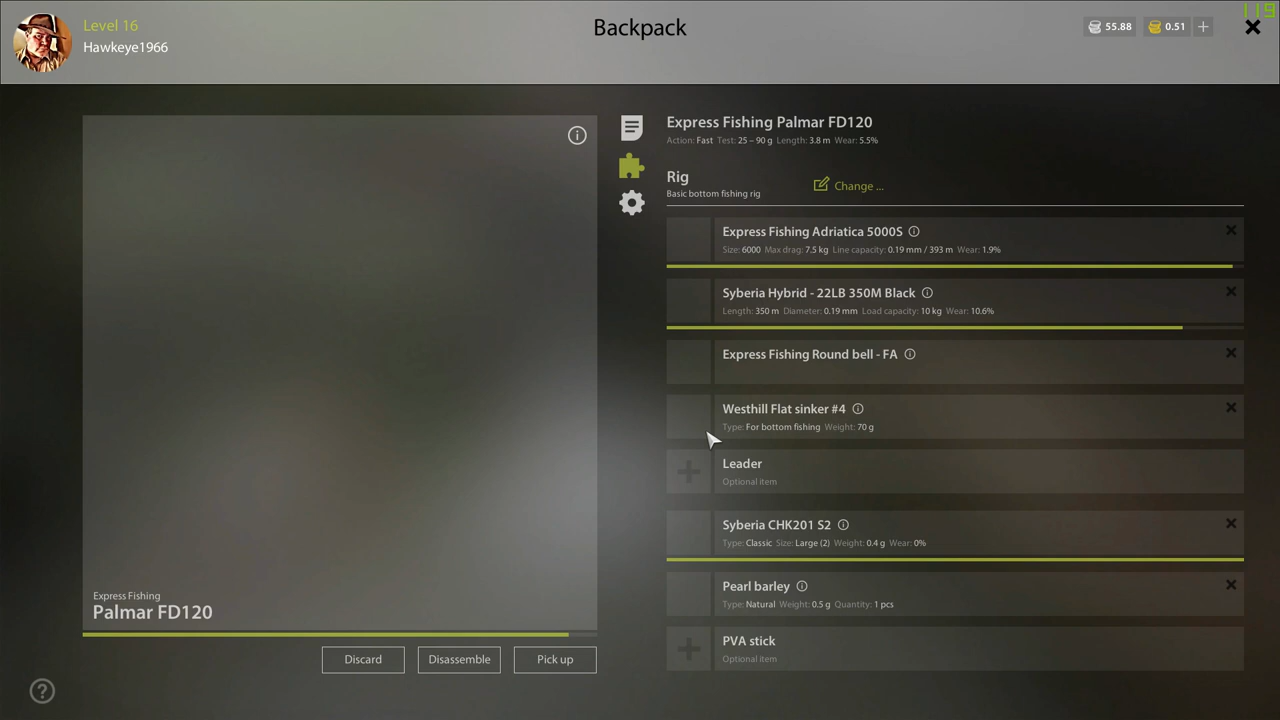 Level 16
Hawkeye1966
Backpack
55.88
0.51
119
Express Fishing Palmar FD120
Action: Fast Test: 25 – 90 g Length: 3.8 m Wear: 5.5%
Rig
Basic bottom fishing rig
Change ...
Express Fishing Adriatica 5000S
Size: 6000 Max drag: 7.5 kg Line capacity: 0.19 mm / 393 m Wear: 1.9%
Syberia Hybrid - 22LB 350M Black
Length: 350 m Diameter: 0.19 mm Load capacity: 10 kg Wear: 10.6%
Express Fishing Round bell - FA
Westhill Flat sinker #4
Type: For bottom fishing Weight: 70 g
Leader
Optional item
Syberia CHK201 S2
Type: Classic Size: Large (2) Weight: 0.4 g Wear: 0%
Pearl barley
Type: Natural Weight: 0.5 g Quantity: 1 pcs
PVA stick
Optional item
Express Fishing
Palmar FD120
Discard
Disassemble
Pick up